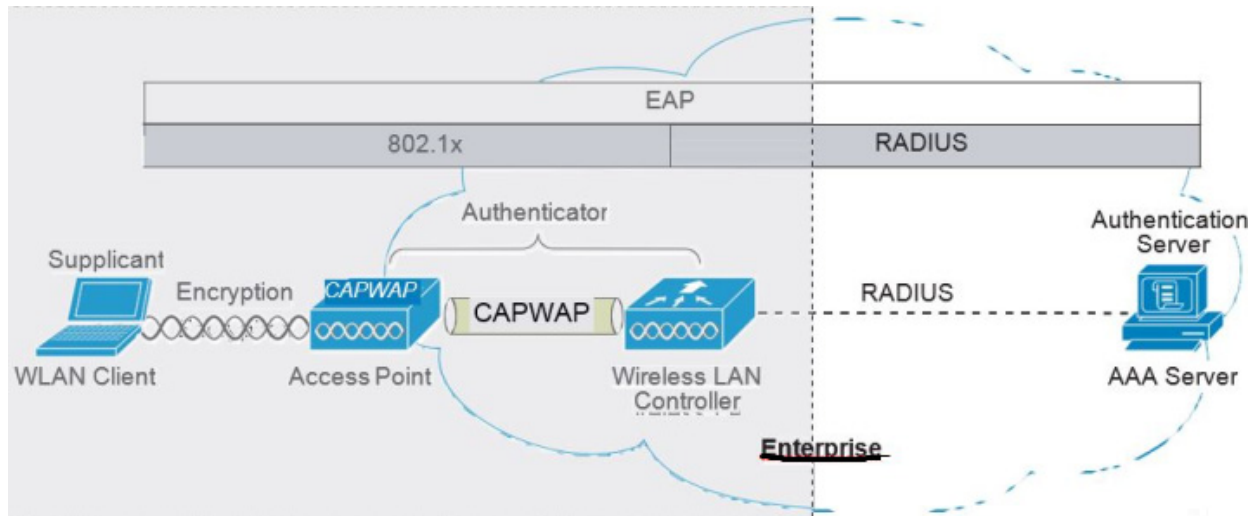 EAP
802.1x
RADIUS
Authenticator
Authentication
Server
Supplicant
Encryption
CAPWAP
CAPWAP
RADIUS
WLAN Client
Access Point
Wireless LAN
Controller
AAA Server
Enterprise